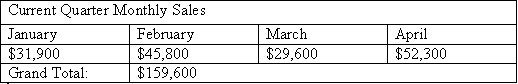 Current Quarter Monthly Sales
January February March April
$31,900 $45,800 $29,600 $52,300
Grand Total: $159,600